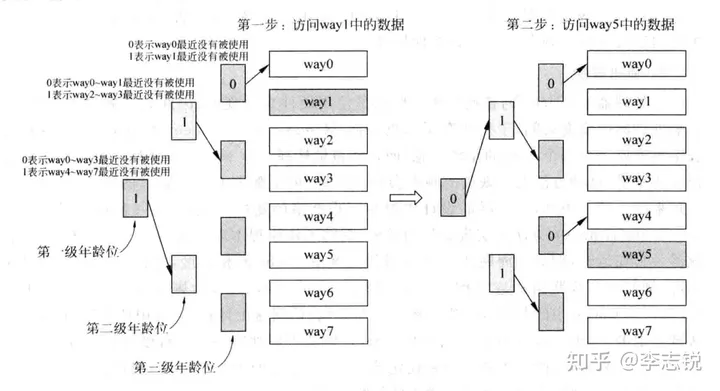 第一步：访问way1中的数据
第二步：访问way5中的数据
0表示way0最近没有被使用
1表示way1最近没有被使用
0表示way0~way1最近没有被使用
1表示way2~way3最近没有被使用
0表示way0~way3最近没有被使用
1表示way4~way7最近没有被使用
0
1
1
way0
way1
way2
way3
way4
way5
way6
way7
第一级年龄位
第二级年龄位
第三级年龄位
0
1
0
0
1
way0
way1
way2
way3
way4
way5
way6
way7
知乎 @李志锐